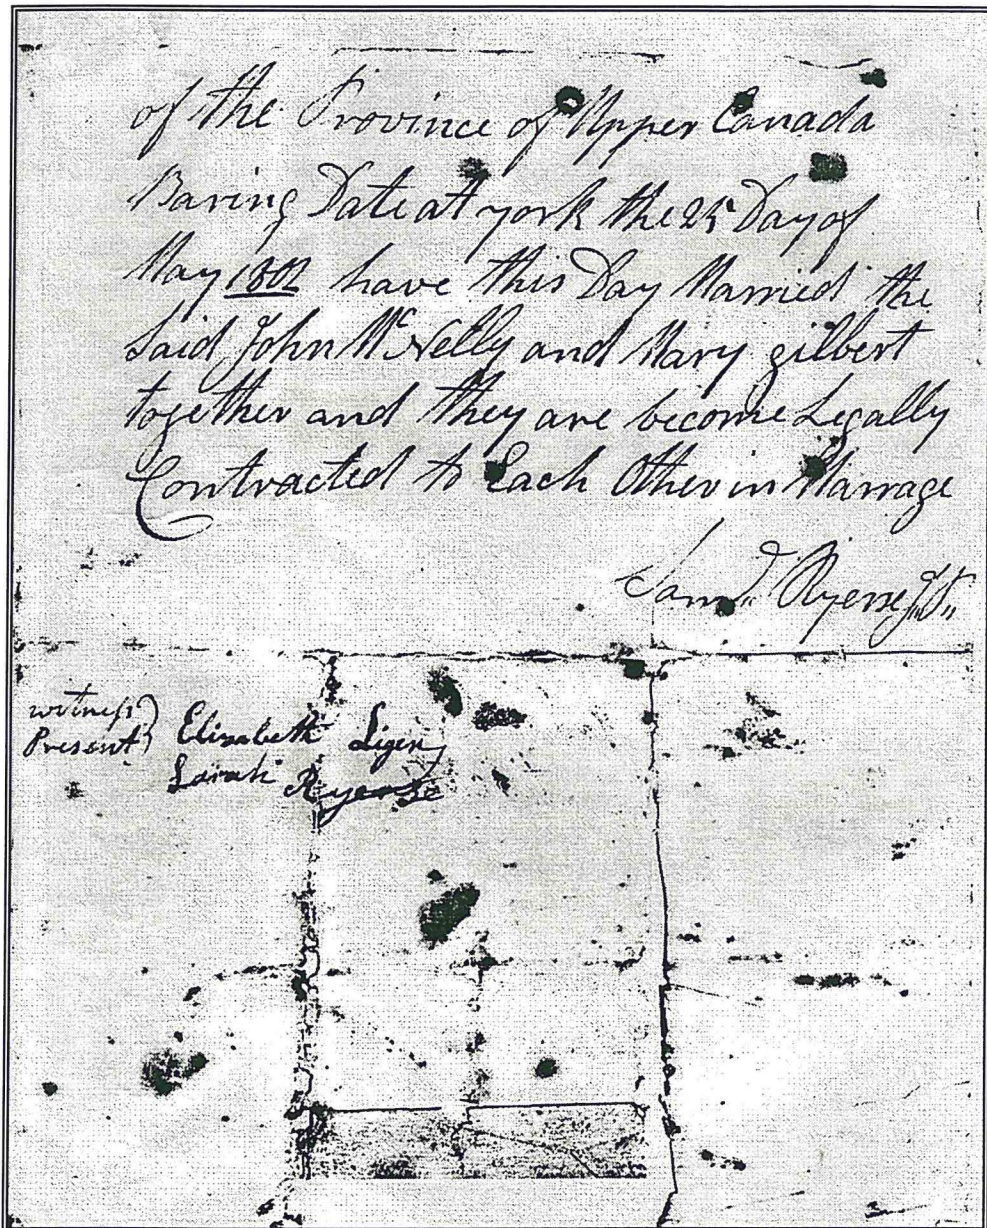 of the Province of Upper Canada
Baring Date at york the 25 Day of
May 1802 have this Day Married the
Said John Mc Nelly and Mary gilbert
together and they are become Legally
Contracted to Each Other in Marrage
Saml Ryerse J.P.
witness
Present
Elizabeth
Sarah Ryerse